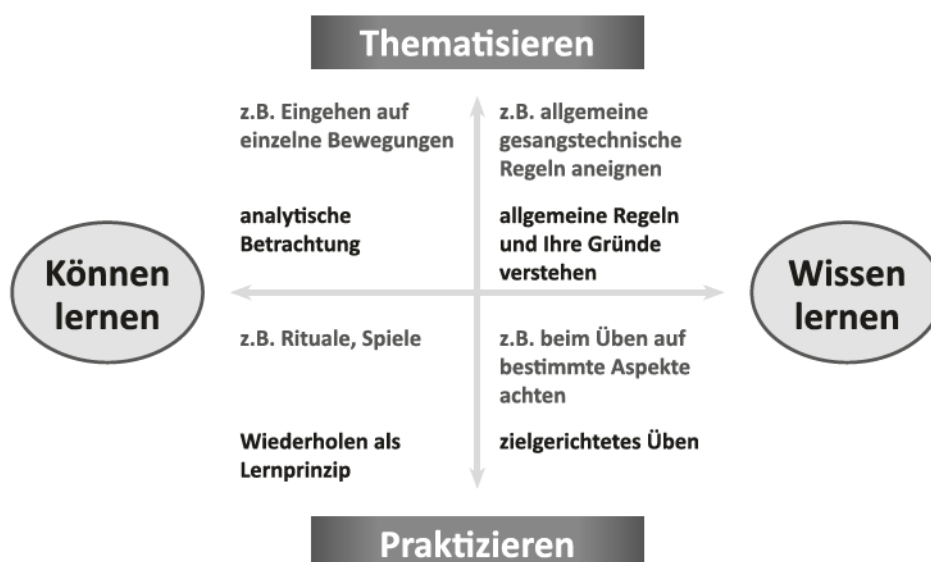 Thematisieren
z.B. Eingehen auf
einzelne Bewegungen
z.B. allgemeine
gesangstechnische
Regeln aneignen
analytische
Betrachtung
allgemeine Regeln
und Ihre Gründe
verstehen
Können
lernen
Wissen
lernen
z.B. Rituale, Spiele
z.B. beim Üben auf
bestimmte Aspekte
achten
Wiederholen als
Lernprinzip
zielgerichtetes Üben
Praktizieren